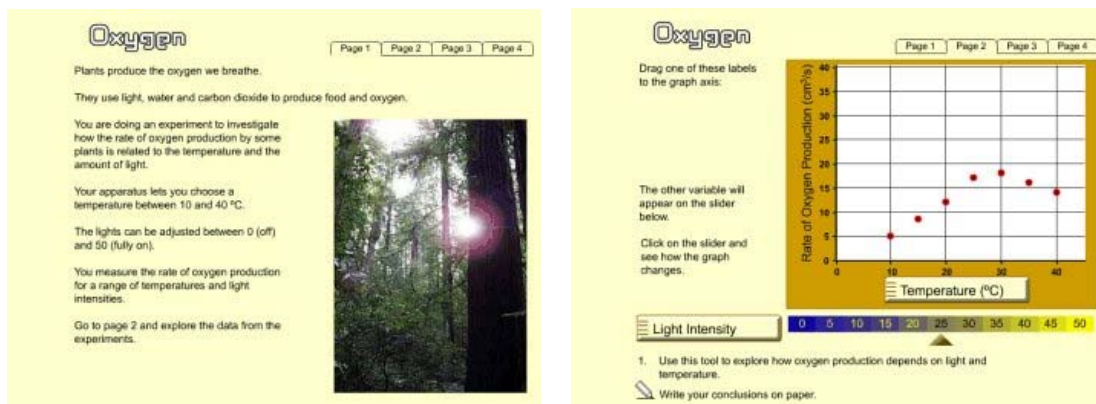 Oxygen
Page 1 Page 2 Page 3 Page 4
Plants produce the oxygen we breathe.
They use light, water and carbon dioxide to produce food and oxygen.
You are doing an experiment to investigate
how the rate of oxygen production by some
plants is related to the temperature and the
amount of light.
Your apparatus lets you choose a
temperature between 10 and 40 ºC.
The lights can be adjusted between 0 (off)
and 50 (fully on).
You measure the rate of oxygen production
for a range of temperatures and light
intensities.
Go to page 2 and explore the data from the
experiments.
Oxygen
Page 1 Page 2 Page 3 Page 4
Drag one of these labels
to the graph axis:
The other variable will
appear on the slider
below.
Click on the slider and
see how the graph
changes.
Rate of Oxygen Production (cm³/s)
40
35
30
25
20
15
10
5
0
0 10 20 30 40
Temperature (ºC)
Light Intensity
0 5 10 15 20 25 30 35 40 45 50
1. Use this tool to explore how oxygen production depends on light and
temperature.
Write your conclusions on paper.